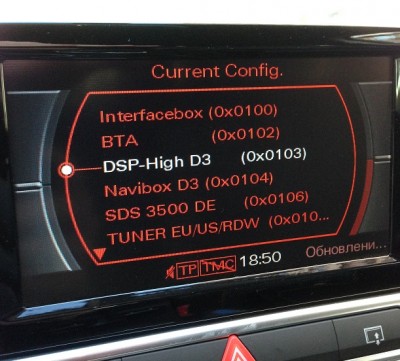 Current Config.
Interfacebox (0x0100)
BTA (0x0102)
DSP-High D3 (0x0103)
Navibox D3 (0x0104)
SDS 3500 DE (0x0106)
TUNER EU/US/RDW (0x010...
Обновлени...
TP TMC 18:50